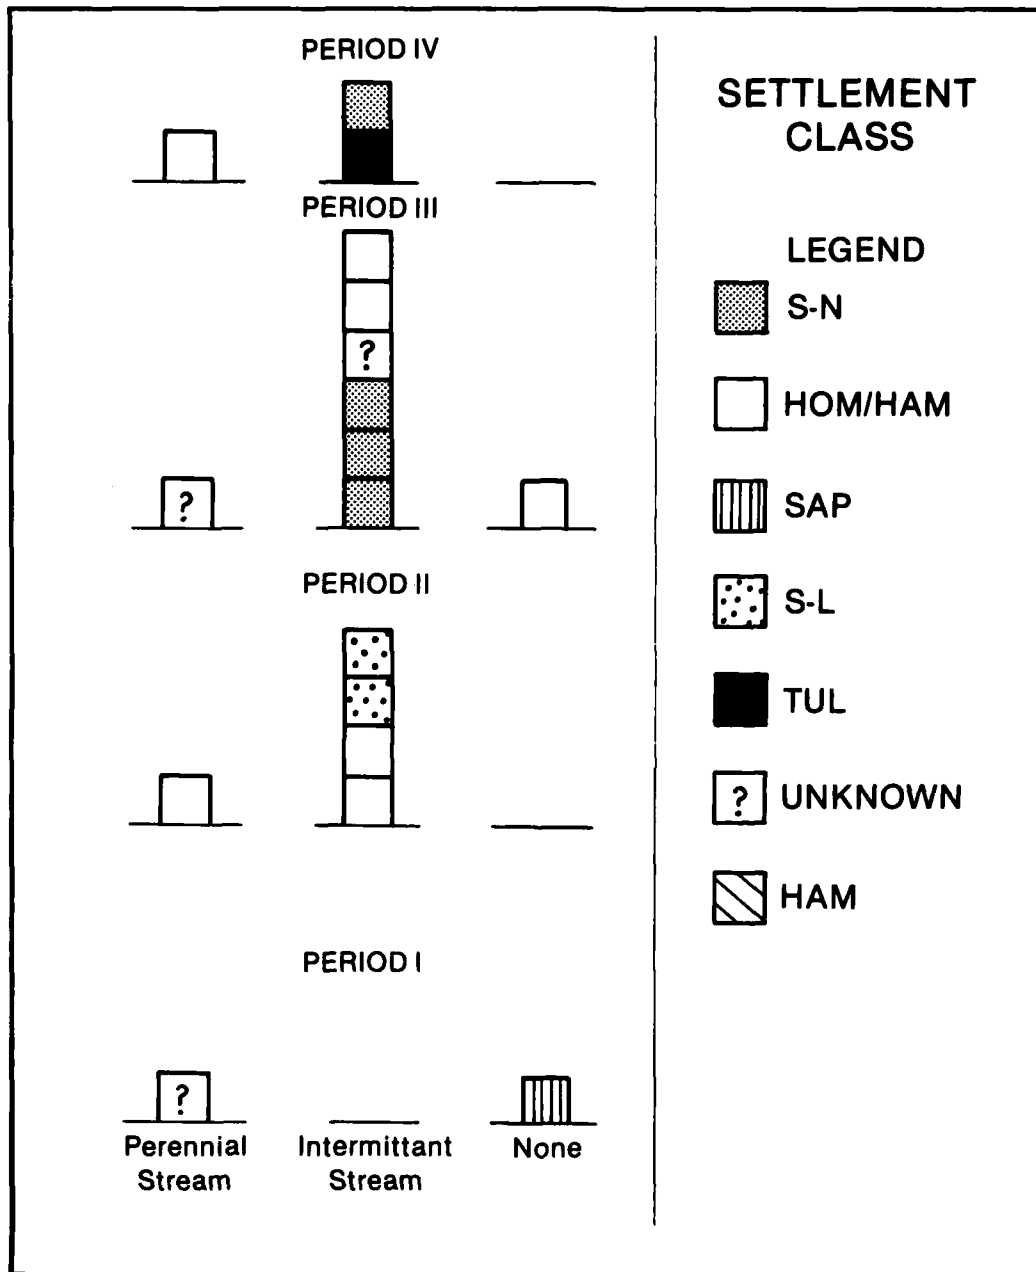 PERIOD IV
PERIOD III
?
?
PERIOD II
PERIOD I
?
Perennial
Stream
Intermittant
Stream
None
SETTLEMENT
CLASS
LEGEND
S-N
HOM/HAM
SAP
S-L
TUL
? UNKNOWN
HAM